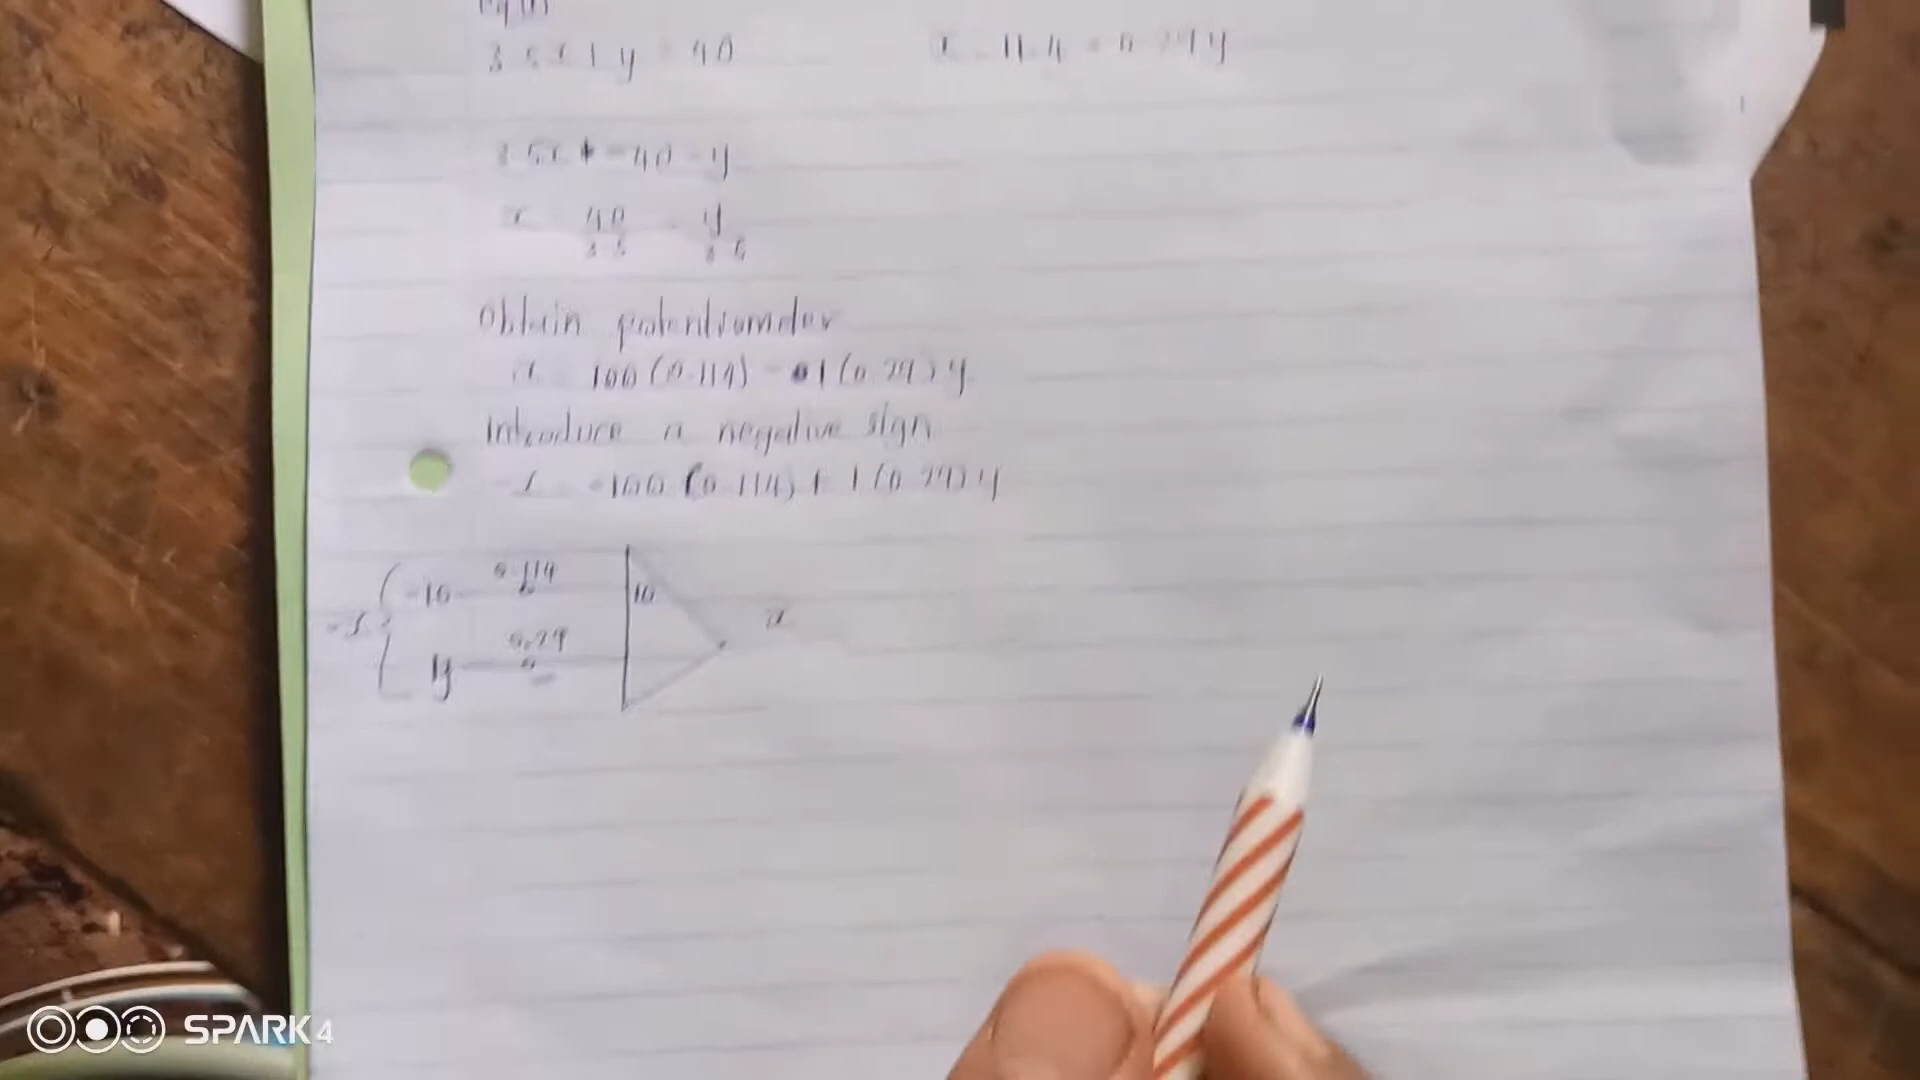 3.5x + y = 40
x = 11.4 - 0.29y
3.5x = 40 - y
x = 40/3.5 - y/3.5
Obtain potentiometer
x = 100(0.114) - 1(0.29)y
Introduce a negative sign
-x = -100(0.114) + 1(0.29)y
0.114
-10
10
-x
x
0.29
y
SPARK 4